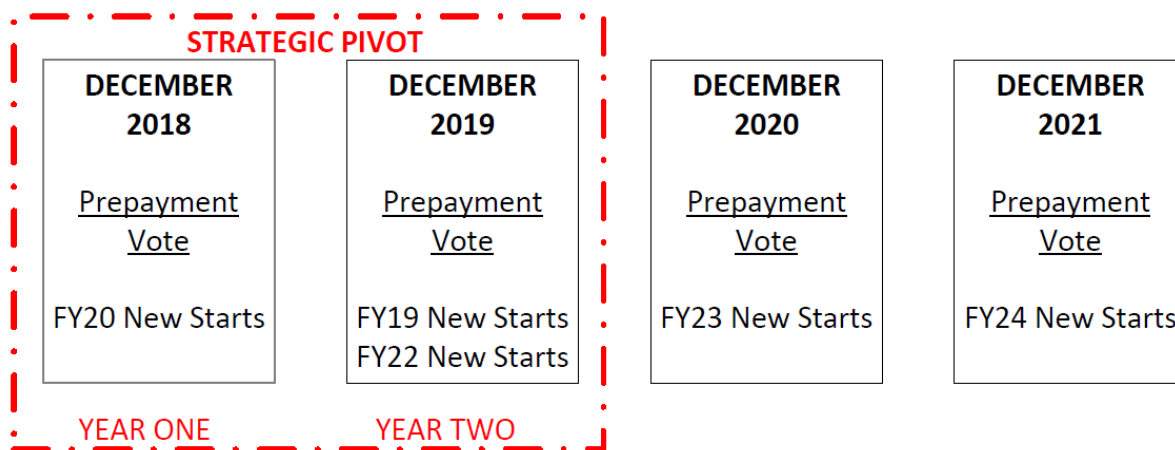 STRATEGIC PIVOT
DECEMBER
2018
Prepayment
Vote
FY20 New Starts
YEAR ONE
DECEMBER
2019
Prepayment
Vote
FY19 New Starts
FY22 New Starts
YEAR TWO
DECEMBER
2020
Prepayment
Vote
FY23 New Starts
DECEMBER
2021
Prepayment
Vote
FY24 New Starts